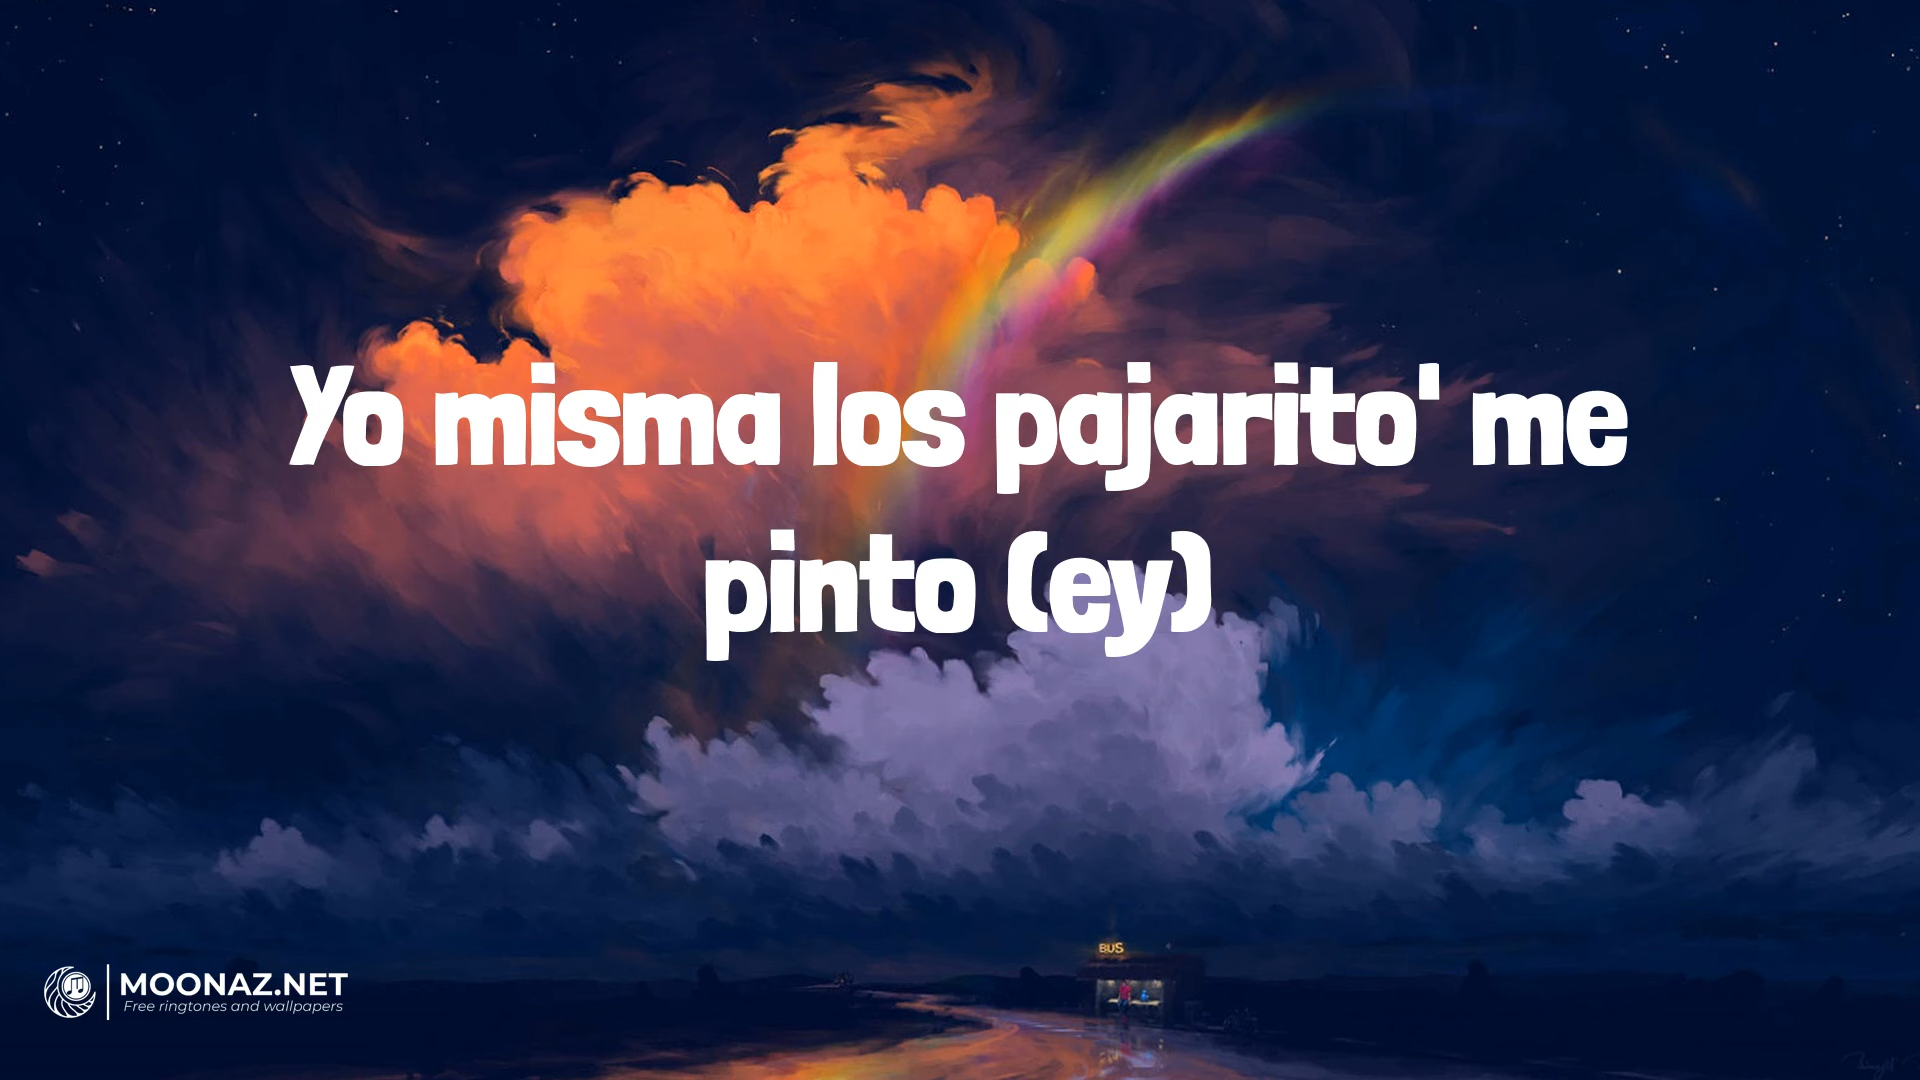 Yo misma los pajarito' me
pinto (ey)
BUS
MOONAZ.NET
Free ringtones and wallpapers